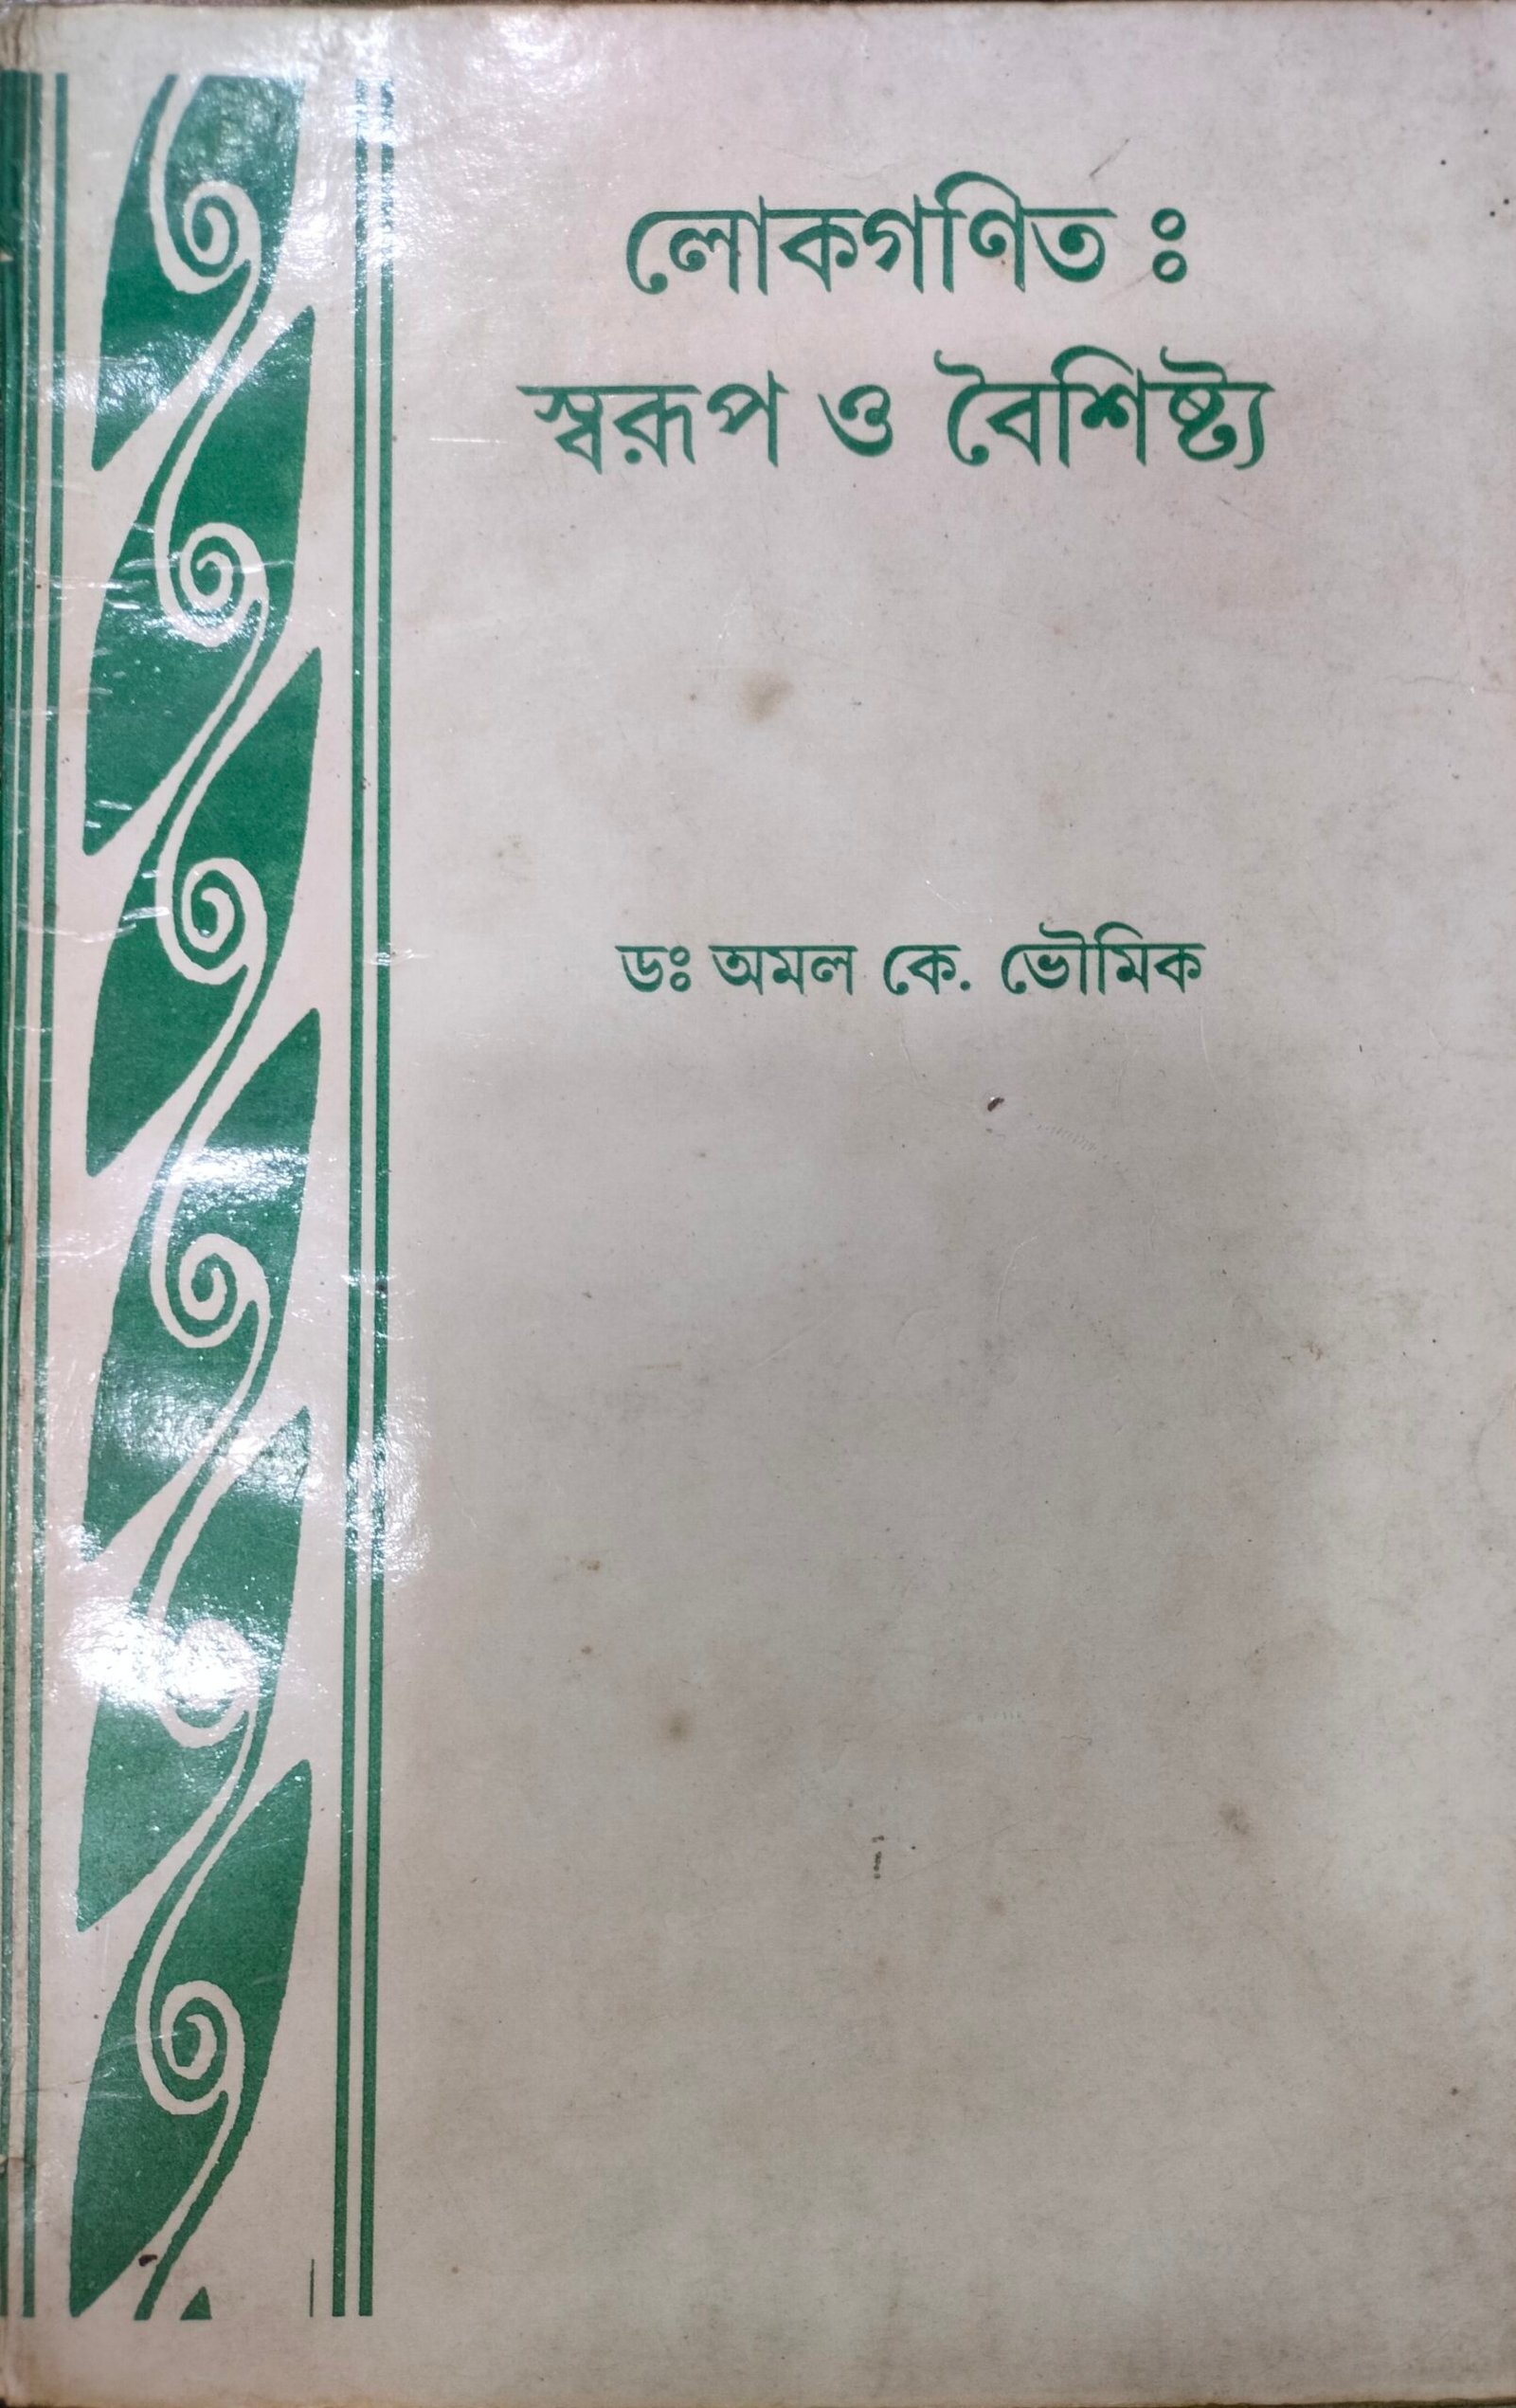 লোকগণিত ঃ
স্বরূপ ও বৈশিষ্ট্য
ডঃ অমল কে. ভৌমিক